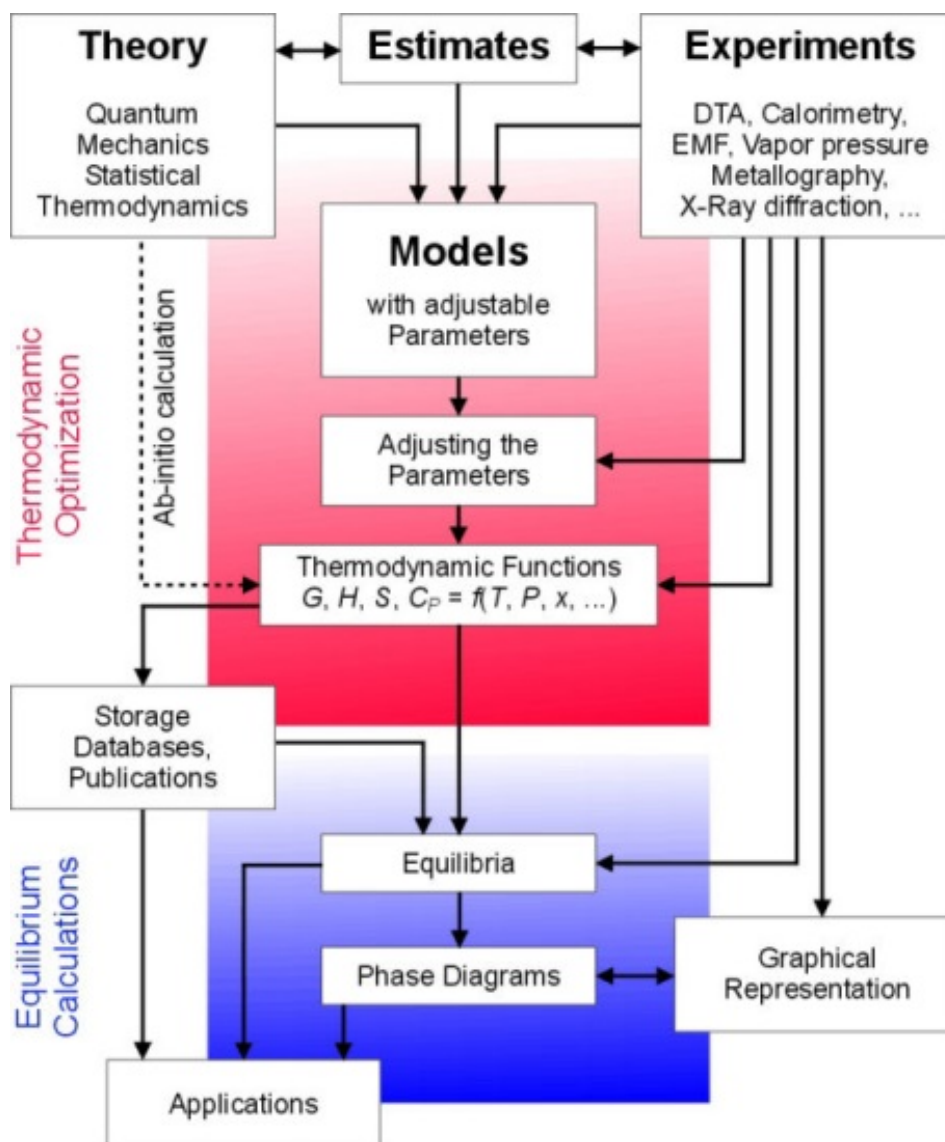 Theory
Quantum
Mechanics
Statistical
Thermodynamics
Estimates
Experiments
DTA, Calorimetry,
EMF, Vapor pressure
Metallography,
X-Ray diffraction, ...
Models
with adjustable
Parameters
Thermodynamic
Optimization
Ab-initio calculation
Adjusting the
Parameters
Thermodynamic Functions
G, H, S, C_P = f(T, P, x, ...)
Storage
Databases,
Publications
Equilibrium
Calculations
Equilibria
Phase Diagrams
Graphical
Representation
Applications